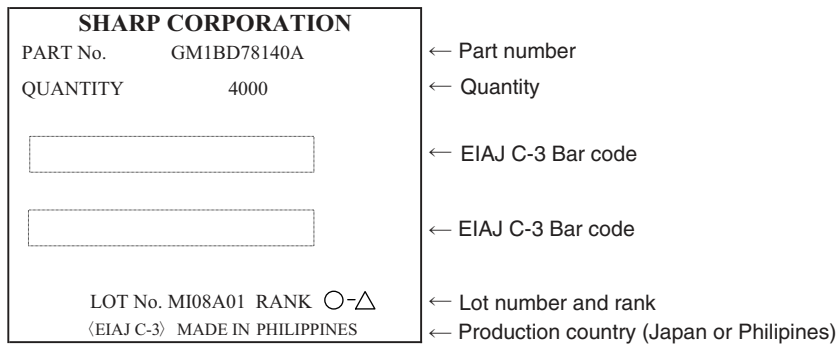 SHARP CORPORATION
PART No. GM1BD78140A ← Part number
QUANTITY 4000 ← Quantity
← EIAJ C-3 Bar code
← EIAJ C-3 Bar code
LOT No. MI08A01 RANK ○-△ ← Lot number and rank
〈EIAJ C-3〉 MADE IN PHILIPPINES ← Production country (Japan or Philipines)